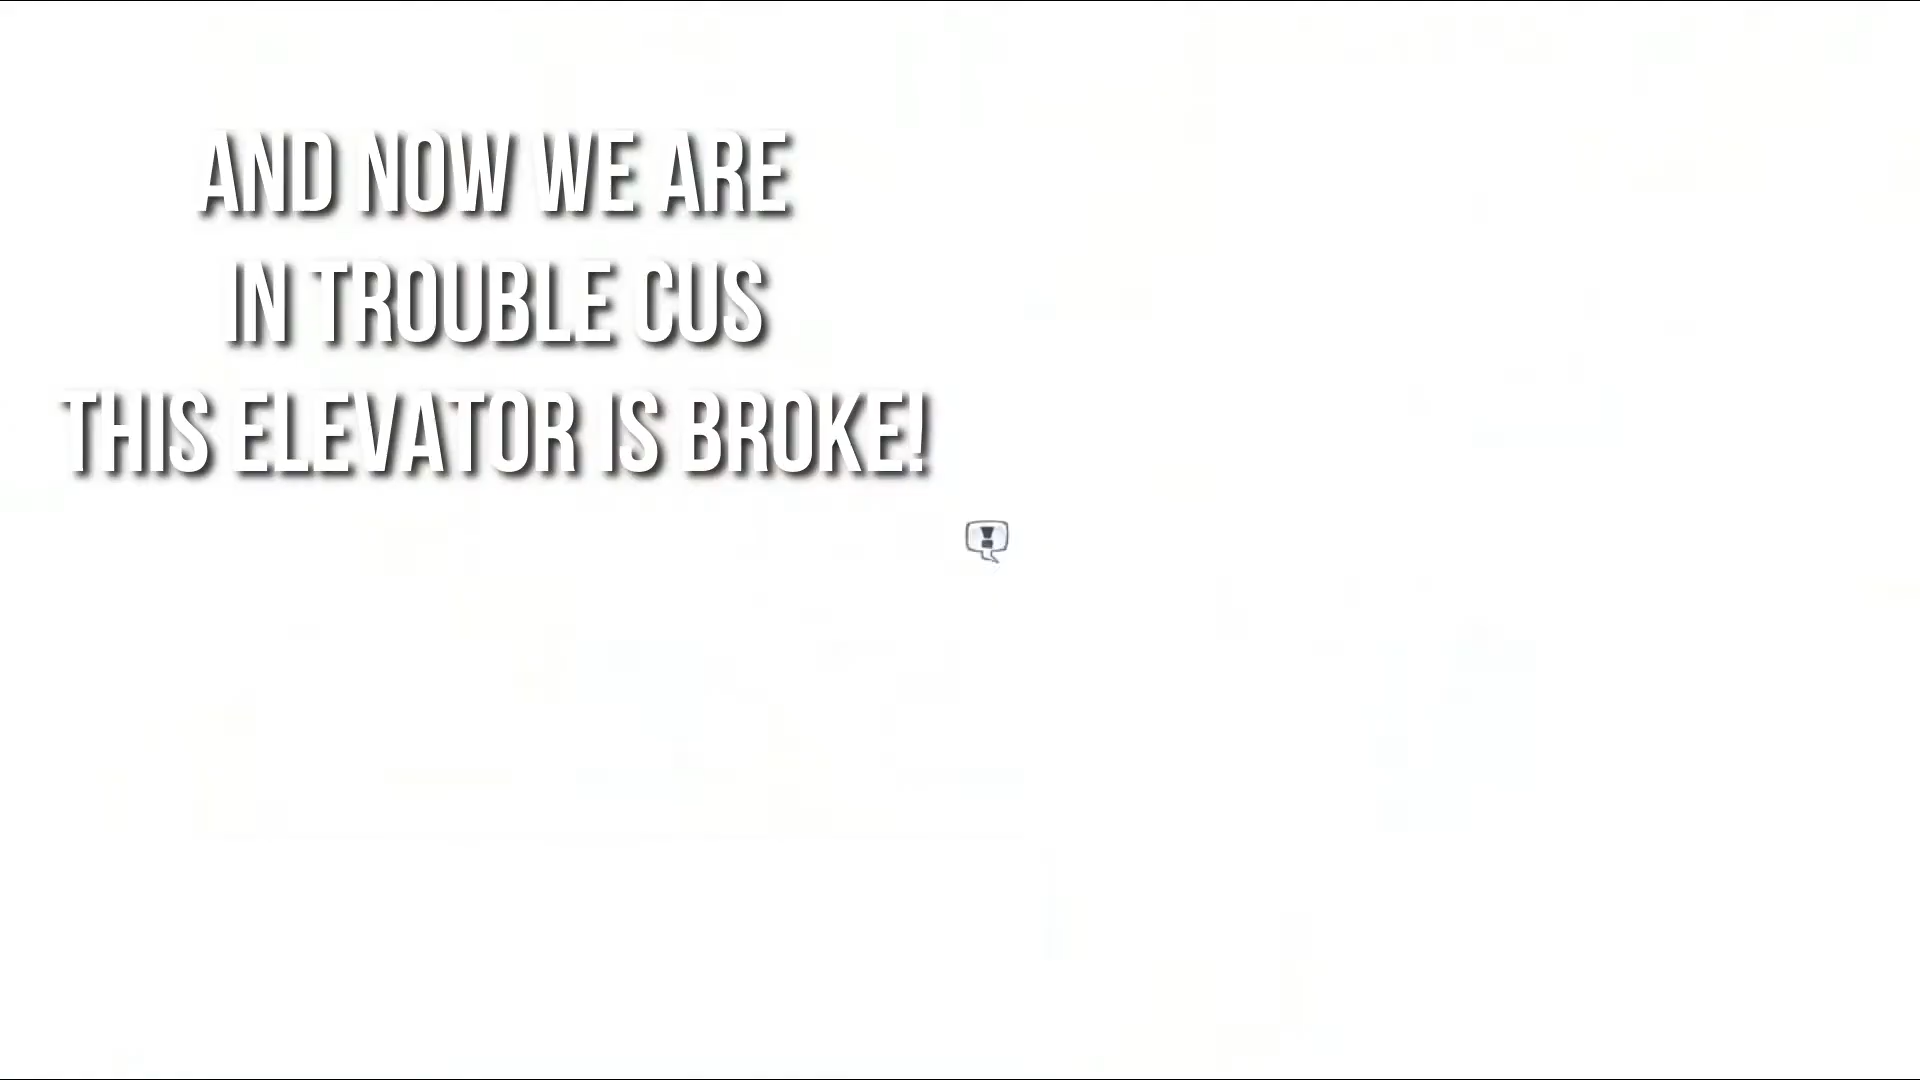 AND NOW WE ARE
IN TROUBLE CUS
THIS ELEVATOR IS BROKE!
!